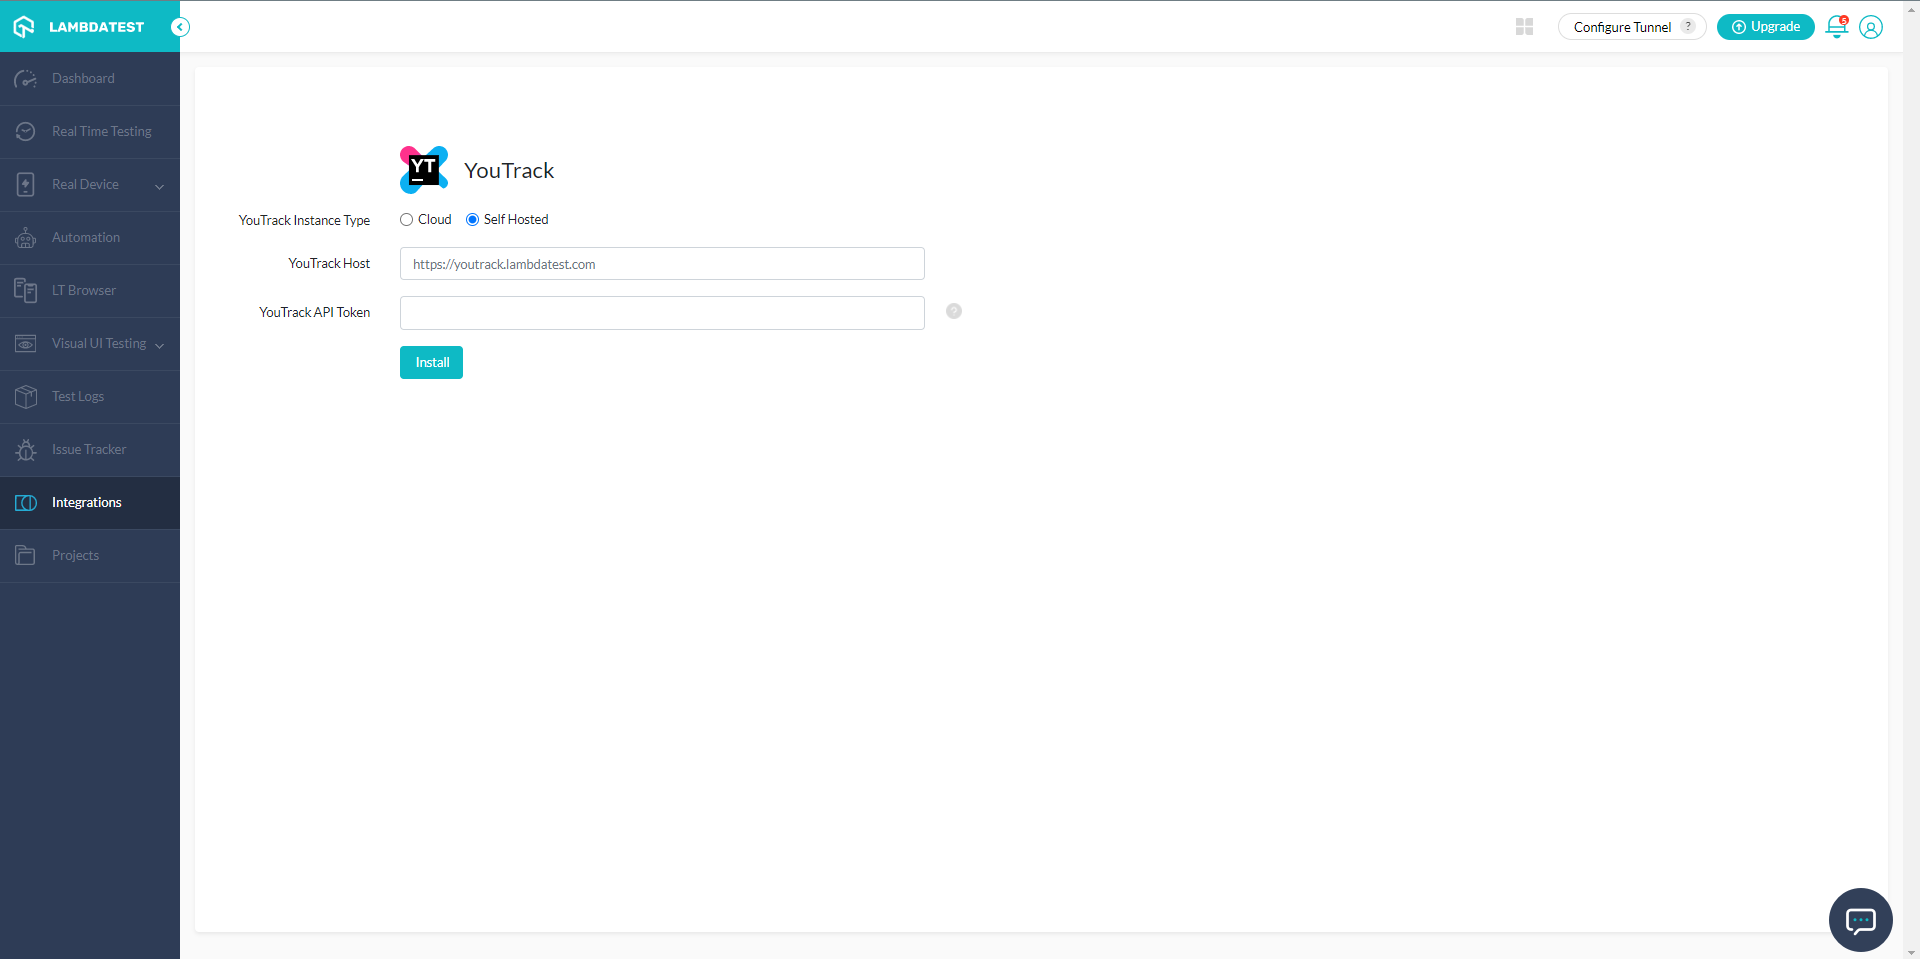 LAMBDATEST
Configure Tunnel ?
Upgrade
5
Dashboard
Real Time Testing
Real Device
Automation
LT Browser
Visual UI Testing
Test Logs
Issue Tracker
Integrations
Projects
YT
YouTrack
YouTrack Instance Type
Cloud
Self Hosted
YouTrack Host
https://youtrack.lambdatest.com
YouTrack API Token
?
Install